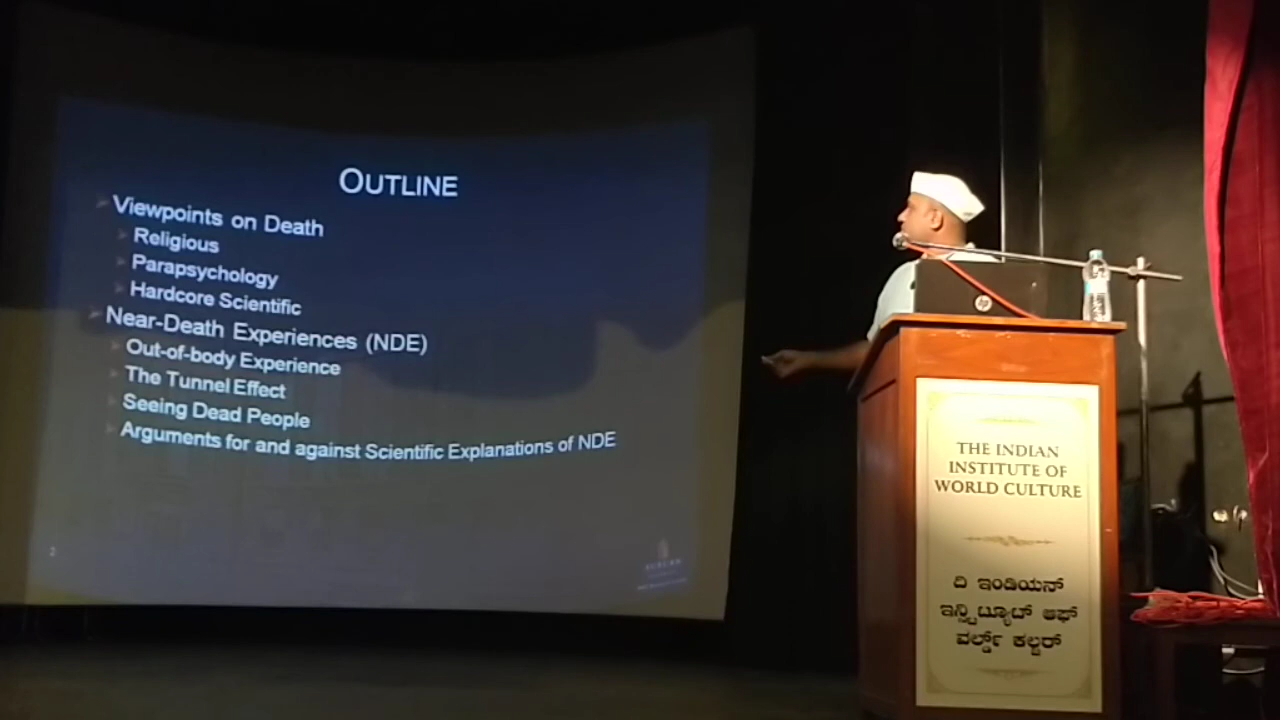 OUTLINE
Viewpoints on Death
Religious
Parapsychology
Hardcore Scientific
Near-Death Experiences (NDE)
Out-of-body Experience
The Tunnel Effect
Seeing Dead People
Arguments for and against Scientific Explanations of NDE
2
hp
THE INDIAN
INSTITUTE OF
WORLD CULTURE
ದಿ ಇಂಡಿಯನ್
ಇನ್ಸ್ಟಿಟ್ಯೂಟ್ ಆಫ್
ವರ್ಲ್ಡ್ ಕಲ್ಚರ್